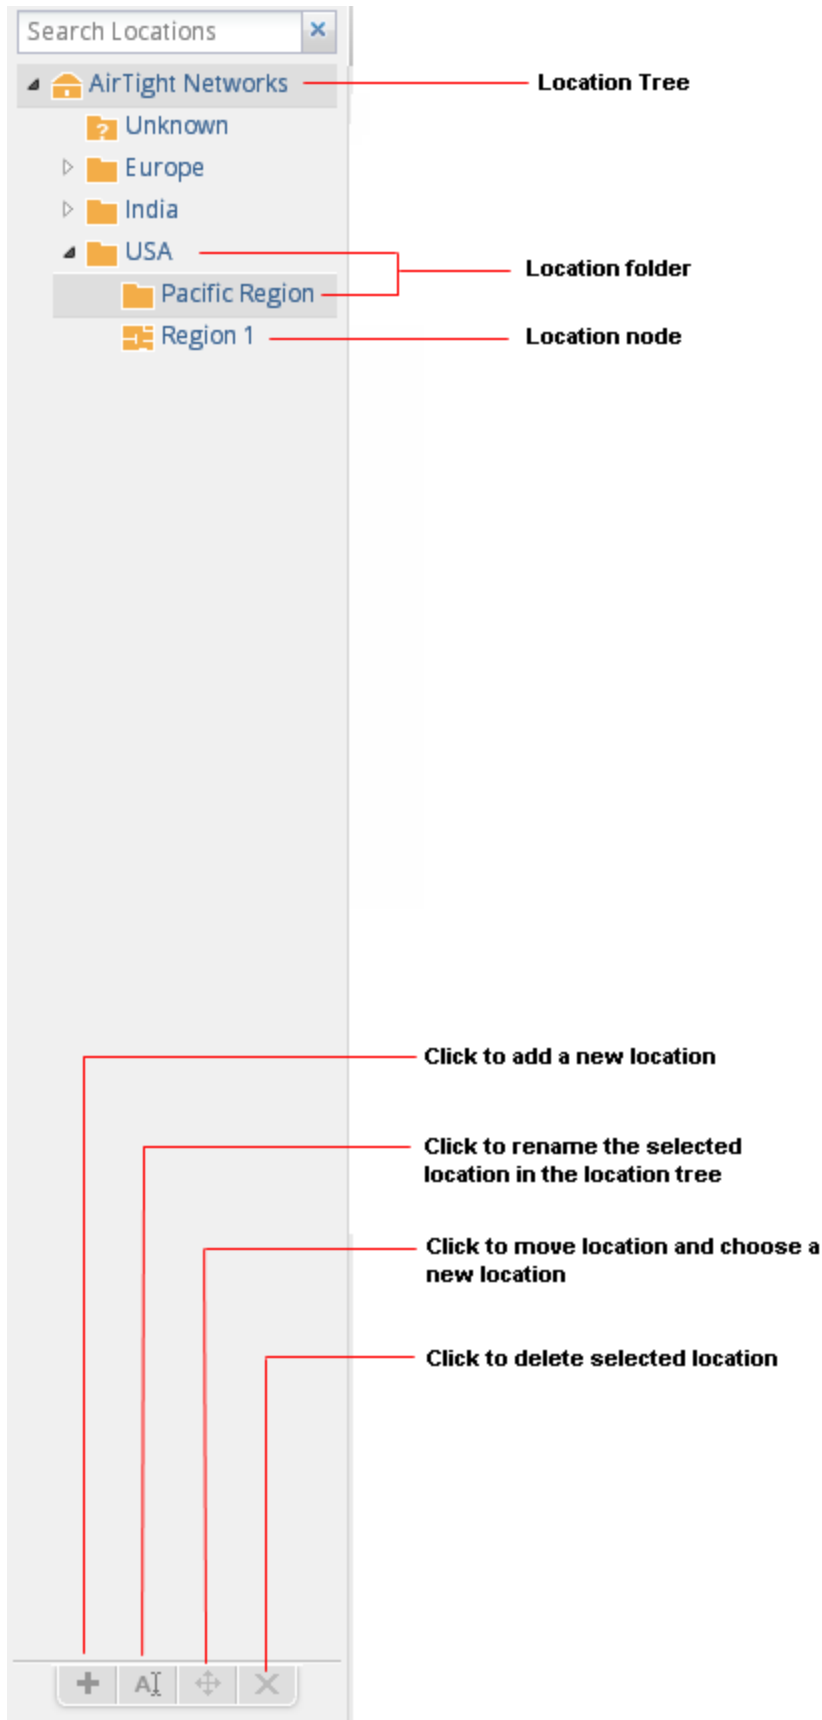 Search Locations
AirTight Networks
Location Tree
Unknown
Europe
India
USA
Location folder
Pacific Region
Region 1
Location node
Click to add a new location
Click to rename the selected
location in the location tree
Click to move location and choose a
new location
Click to delete selected location
A